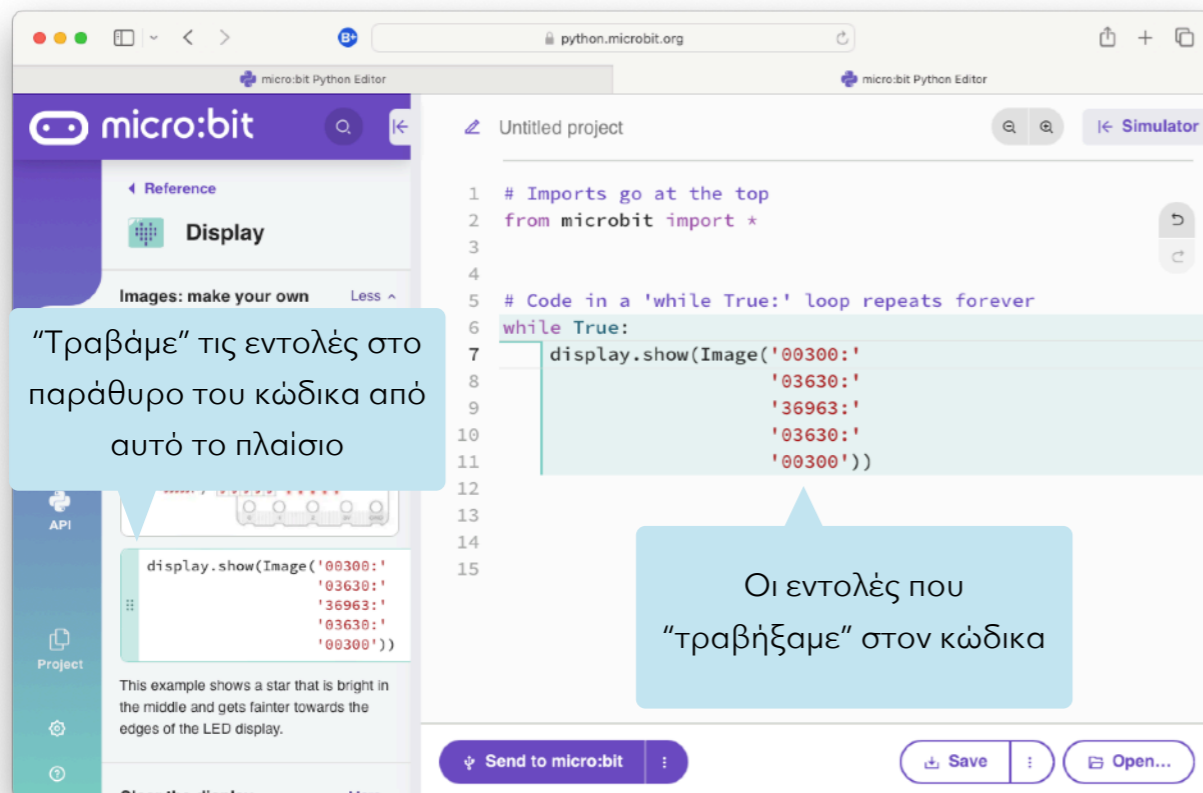 python.microbit.org
micro:bit Python Editor
micro:bit Python Editor
micro:bit
Untitled project
Simulator
Reference
Display
Images: make your own Less
“Τραβάμε” τις εντολές στο
παράθυρο του κώδικα από
αυτό το πλαίσιο
API
display.show(Image('00300:'
'03630:'
'36963:'
'03630:'
'00300'))
Project
This example shows a star that is bright in
the middle and gets fainter towards the
edges of the LED display.
1 # Imports go at the top
2 from microbit import *
3
4
5 # Code in a 'while True:' loop repeats forever
6 while True:
7 display.show(Image('00300:'
8 '03630:'
9 '36963:'
10 '03630:'
11 '00300'))
12
13
14
15
Οι εντολές που
“τραβήξαμε” στον κώδικα
Send to micro:bit
Save
Open...